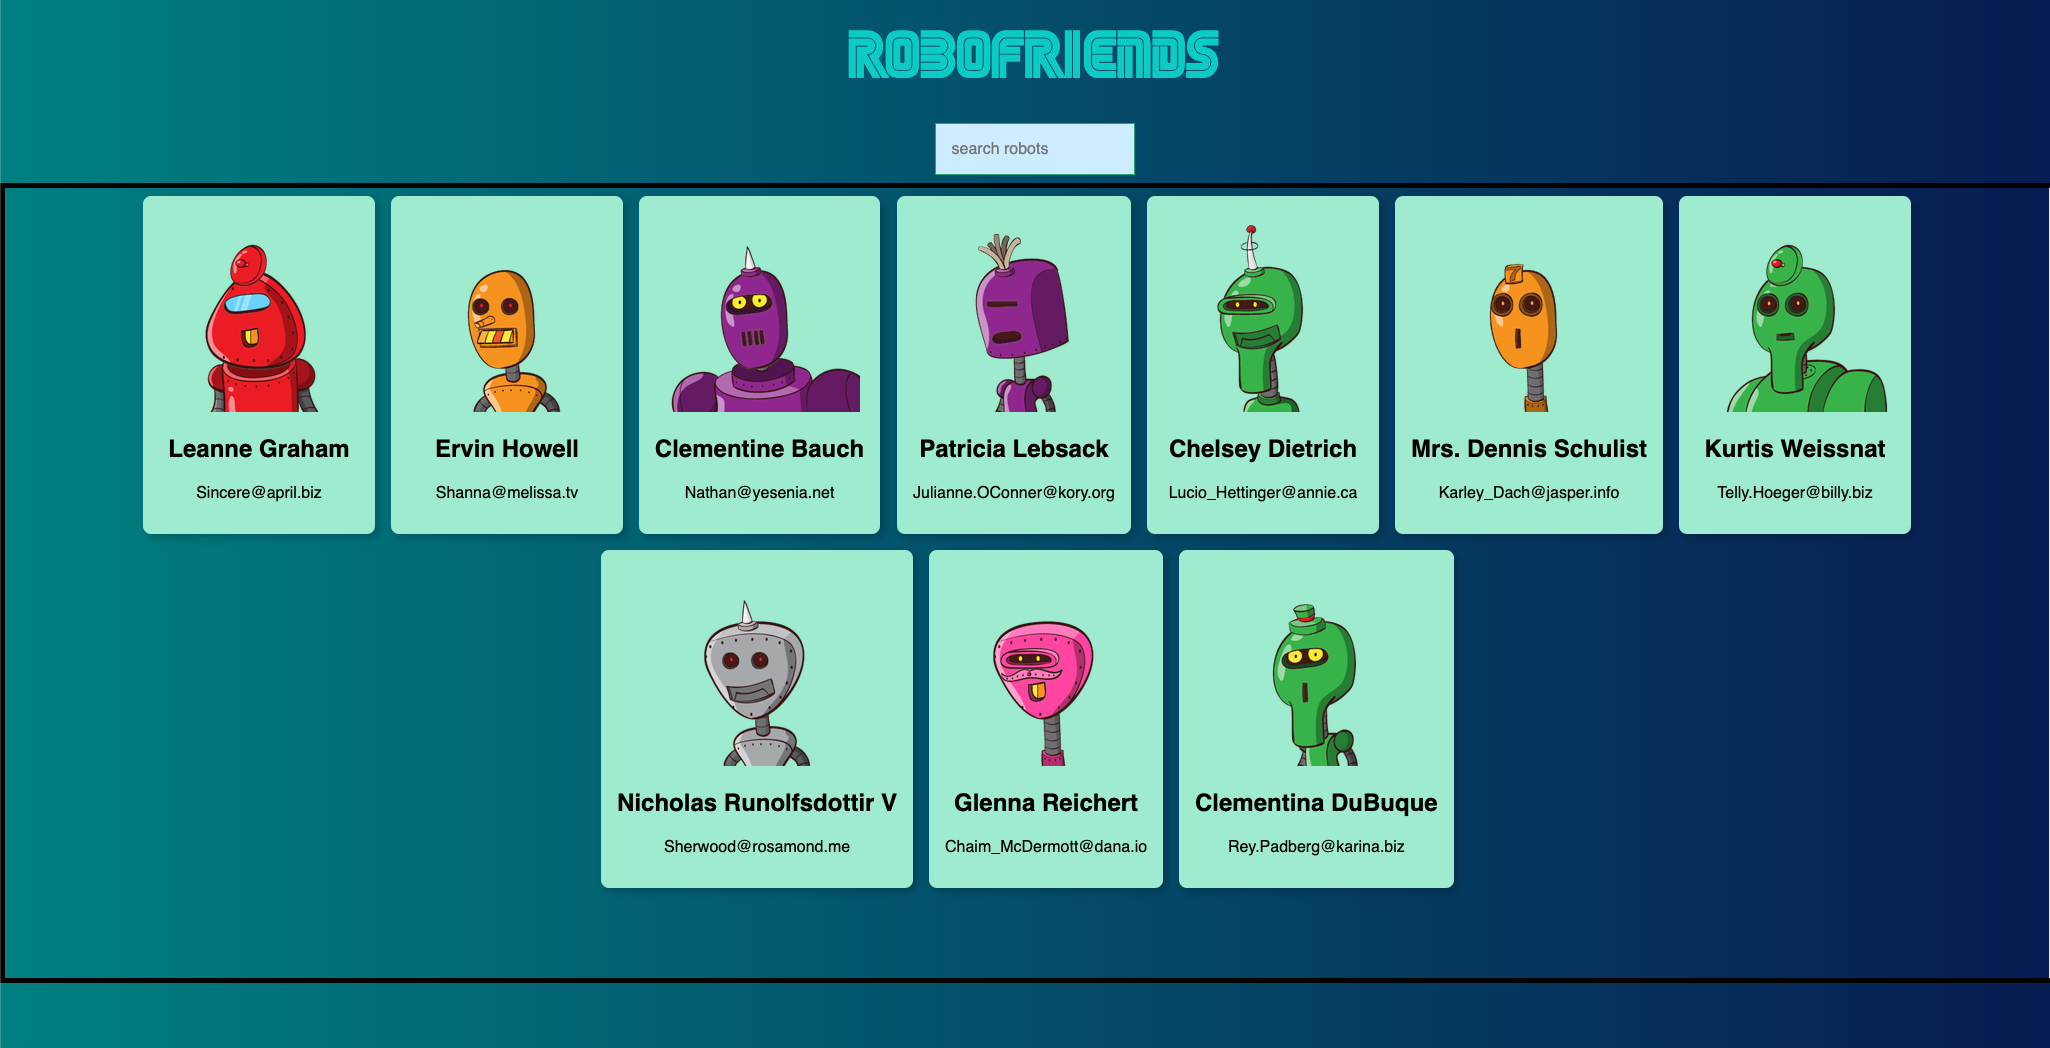 ROBOFRIENDS
search robots
Leanne Graham
Sincere@april.biz
Ervin Howell
Shanna@melissa.tv
Clementine Bauch
Nathan@yesenia.net
Patricia Lebsack
Julianne.OConner@kory.org
Chelsey Dietrich
Lucio_Hettinger@annie.ca
7
Mrs. Dennis Schulist
Karley_Dach@jasper.info
Kurtis Weissnat
Telly.Hoeger@billy.biz
Nicholas Runolfsdottir V
Sherwood@rosamond.me
Glenna Reichert
Chaim_McDermott@dana.io
Clementina DuBuque
Rey.Padberg@karina.biz